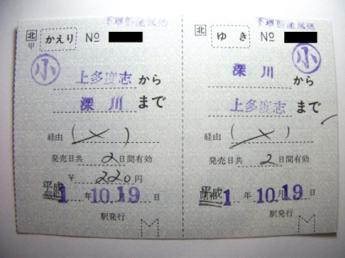 北
甲
かえり
No
小
上多度志から
深川まで
経由(
発売日共 2 日間有効
¥ 220 円
平成
1 年 10 月 19 日
駅発行
北
ゆき
No
小
深川から
上多度志まで
経由(
発売日共 2 日間有効
平成
1 10.19 日
駅発行